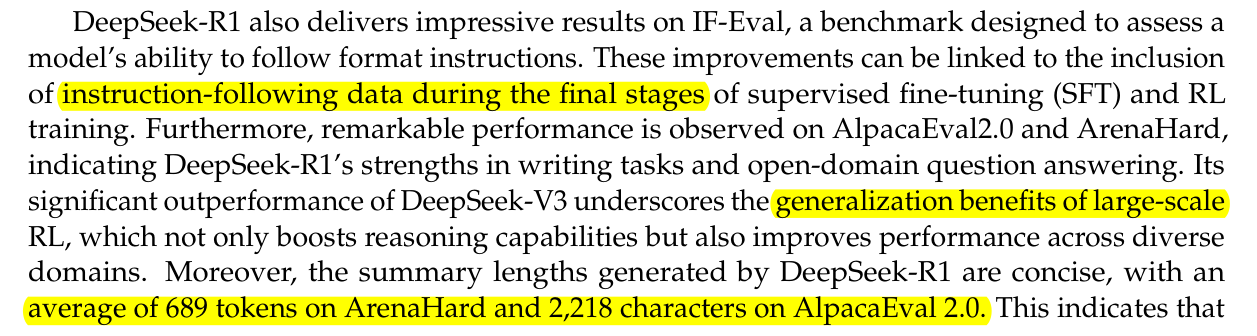 DeepSeek-R1 also delivers impressive results on IF-Eval, a benchmark designed to assess a
model's ability to follow format instructions. These improvements can be linked to the inclusion
of instruction-following data during the final stages of supervised fine-tuning (SFT) and RL
training. Furthermore, remarkable performance is observed on AlpacaEval2.0 and ArenaHard,
indicating DeepSeek-R1's strengths in writing tasks and open-domain question answering. Its
significant outperformance of DeepSeek-V3 underscores the generalization benefits of large-scale
RL, which not only boosts reasoning capabilities but also improves performance across diverse
domains. Moreover, the summary lengths generated by DeepSeek-R1 are concise, with an
average of 689 tokens on ArenaHard and 2,218 characters on AlpacaEval 2.0. This indicates that